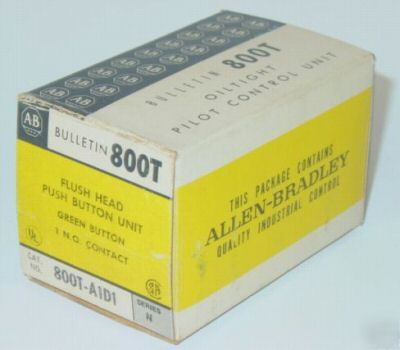 BULLETIN 800T
OILTIGHT
PILOT CONTROL UNIT
AB
BULLETIN 800T
FLUSH HEAD
PUSH BUTTON UNIT
GREEN BUTTON
1 N.O. CONTACT
UL
CAT. NO. 800T-A1D1
SERIES N
THIS PACKAGE CONTAINS
ALLEN-BRADLEY
QUALITY INDUSTRIAL CONTROL